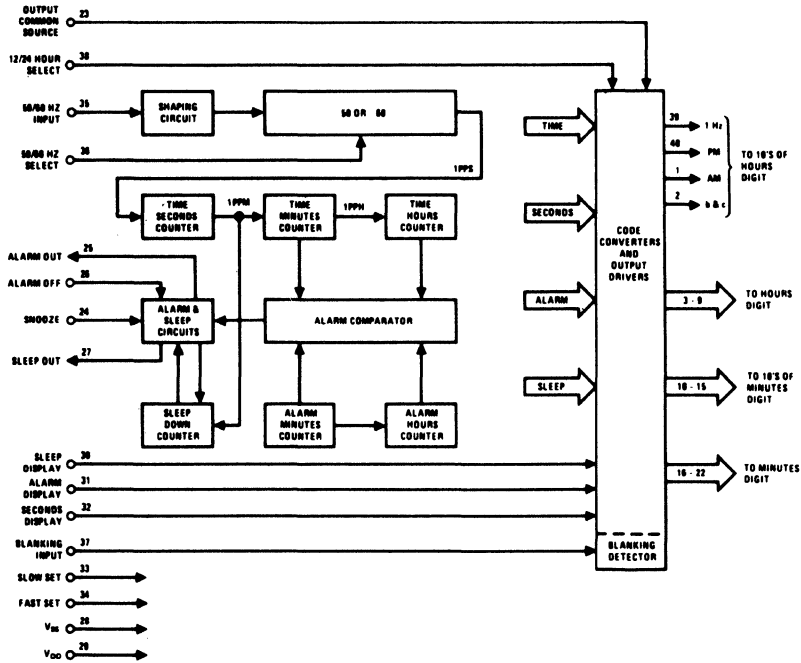 OUTPUT
COMMON
SOURCE
23
12/24 HOUR
SELECT
38
50/60 HZ
INPUT
35
SHAPING
CIRCUIT
50 OR 60
50/60 HZ
SELECT
36
1PPS
TIME
SECONDS
COUNTER
1PPM
TIME
MINUTES
COUNTER
1PPH
TIME
HOURS
COUNTER
ALARM OUT
25
ALARM OFF
26
SNOOZE
24
SLEEP OUT
27
ALARM &
SLEEP
CIRCUITS
ALARM COMPARATOR
SLEEP
DOWN
COUNTER
ALARM
MINUTES
COUNTER
ALARM
HOURS
COUNTER
SLEEP
DISPLAY
30
ALARM
DISPLAY
31
SECONDS
DISPLAY
32
BLANKING
INPUT
37
SLOW SET
33
FAST SET
34
VSS
28
VDD
29
TIME
SECONDS
ALARM
SLEEP
CODE
CONVERTERS
AND
OUTPUT
DRIVERS
BLANKING
DETECTOR
39
1 Hz
40
PM
1
AM
2
b & c
TO 10'S OF
HOURS
DIGIT
3 - 9
TO HOURS
DIGIT
10 - 15
TO 10'S OF
MINUTES
DIGIT
16 - 22
TO MINUTES
DIGIT